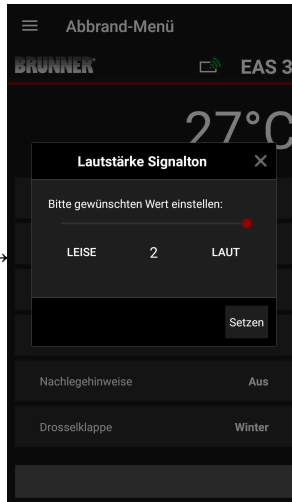 Abbrand-Menü
BRUNNER
EAS 3
27°C
Lautstärke Signalton
Bitte gewünschten Wert einstellen:
LEISE 2 LAUT
Setzen
Nachlegehinweise Aus
Drosselklappe Winter